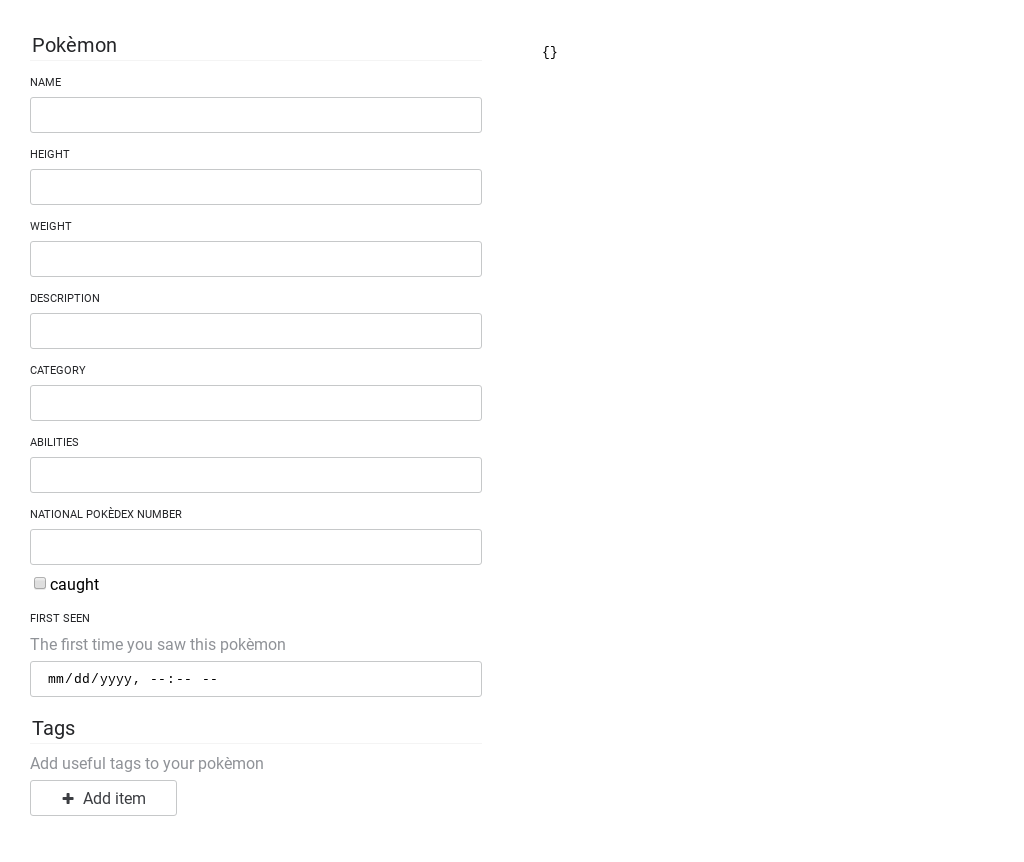 Pokèmon
{}
NAME
HEIGHT
WEIGHT
DESCRIPTION
CATEGORY
ABILITIES
NATIONAL POKÈDEX NUMBER
caught
FIRST SEEN
The first time you saw this pokèmon
mm/dd/yyyy, --:-- --
Tags
Add useful tags to your pokèmon
Add item